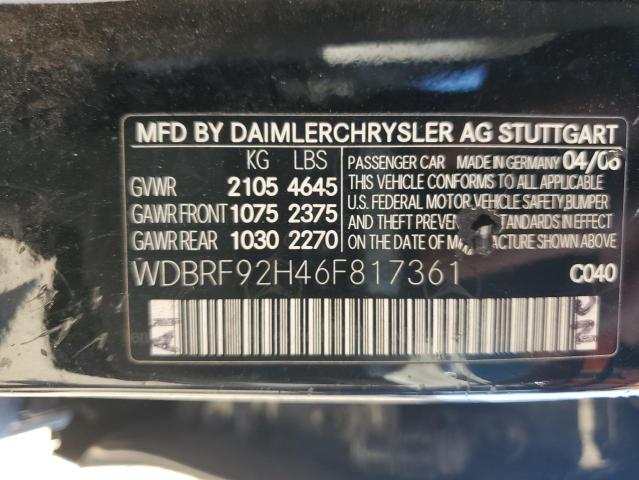 MFD BY DAIMLERCHRYSLER AG STUTTGART
KG LBS
GVWR 2105 4645
GAWR FRONT 1075 2375
GAWR REAR 1030 2270
PASSENGER CAR MADE IN GERMANY 04/06
THIS VEHICLE CONFORMS TO ALL APPLICABLE
U.S. FEDERAL MOTOR VEHICLE SAFETY,BUMPER
AND THEFT STANDARDS IN EFFECT
ON THE DATE OF SHOWN ABOVE
WDBRF92H46F817361 C040